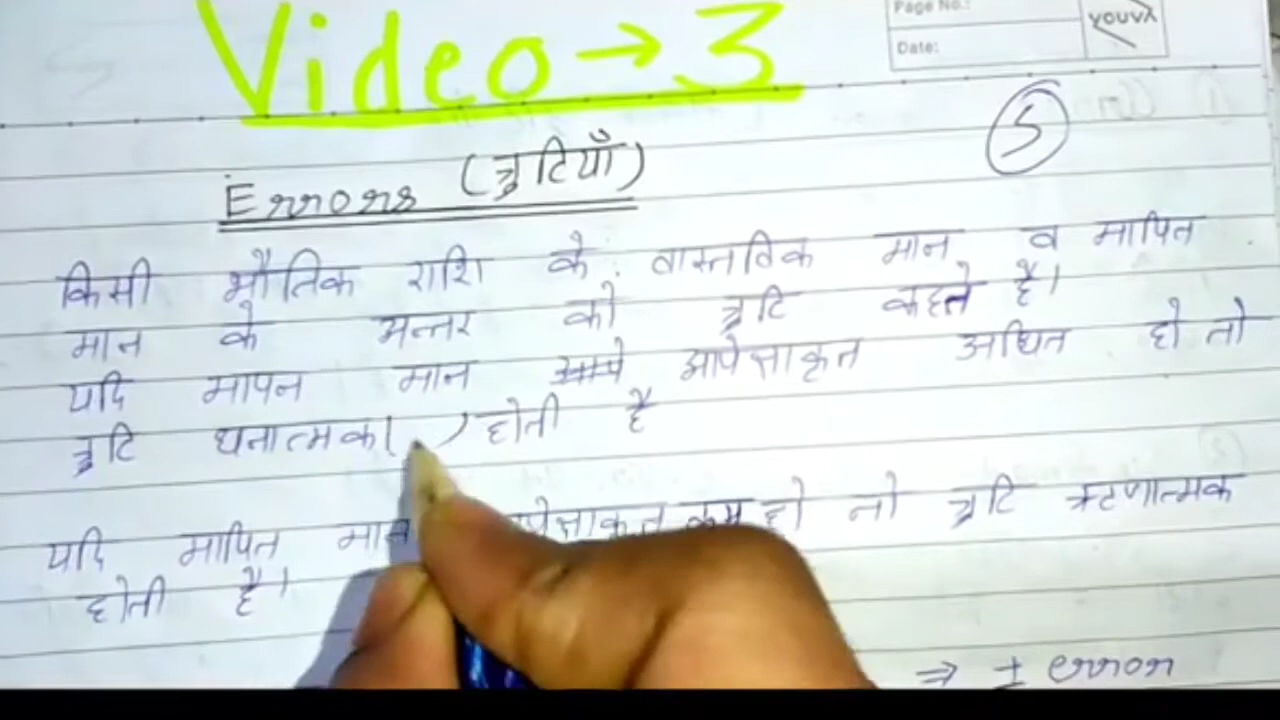 Video → 3
Page No.:
Date:
YOUVA
5
Errors (त्रुटियाँ)
किसी भौतिक राशि के वास्तविक मान व मापित
मान के अन्तर को त्रुटि कहते है।
यदि मापन मान आपेक्षाकृत अधित हो तो
त्रुटि धनात्मक( ) होती है
यदि मापित मान कम हो तो त्रुटि ऋणात्मक
होती है।
⇒ ± error